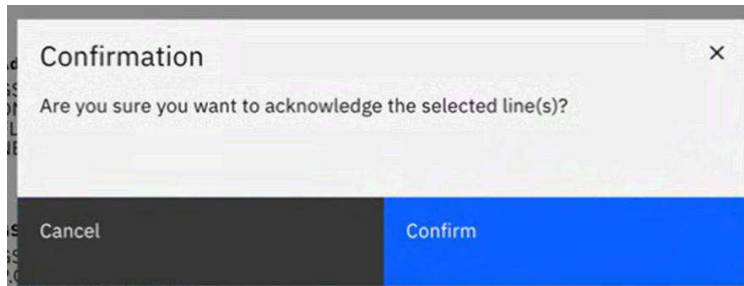 Confirmation
Are you sure you want to acknowledge the selected line(s)?
Cancel
Confirm